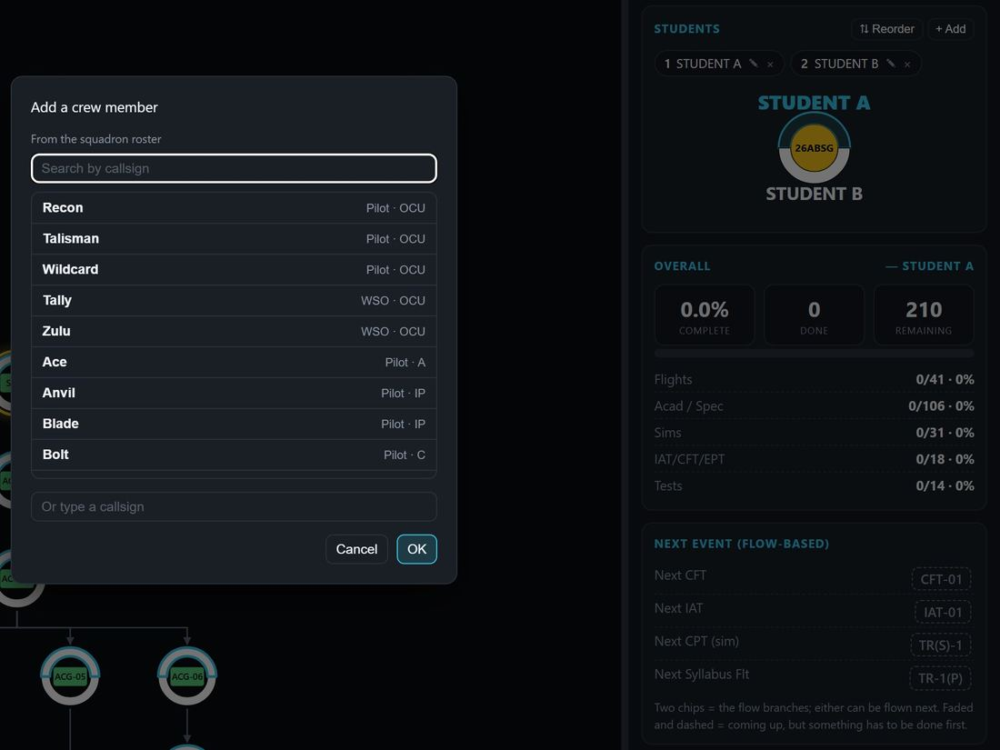 Add a crew member
From the squadron roster
Search by callsign
Recon Pilot · OCU
Talisman Pilot · OCU
Wildcard Pilot · OCU
Tally WSO · OCU
Zulu WSO · OCU
Ace Pilot · A
Anvil Pilot · IP
Blade Pilot · IP
Bolt Pilot · C
Or type a callsign
Cancel OK
ACG-05 ACG-06
STUDENTS ⇅ Reorder + Add
1 STUDENT A ✎ × 2 STUDENT B ✎ ×
STUDENT A
26ABSG
STUDENT B
OVERALL — STUDENT A
0.0% 0 210
COMPLETE DONE REMAINING
Flights 0/41 · 0%
Acad / Spec 0/106 · 0%
Sims 0/31 · 0%
IAT/CFT/EPT 0/18 · 0%
Tests 0/14 · 0%
NEXT EVENT (FLOW-BASED)
Next CFT CFT-01
Next IAT IAT-01
Next CPT (sim) TR(S)-1
Next Syllabus Flt TR-1(P)
Two chips = the flow branches; either can be flown next. Faded
and dashed = coming up, but something has to be done first.